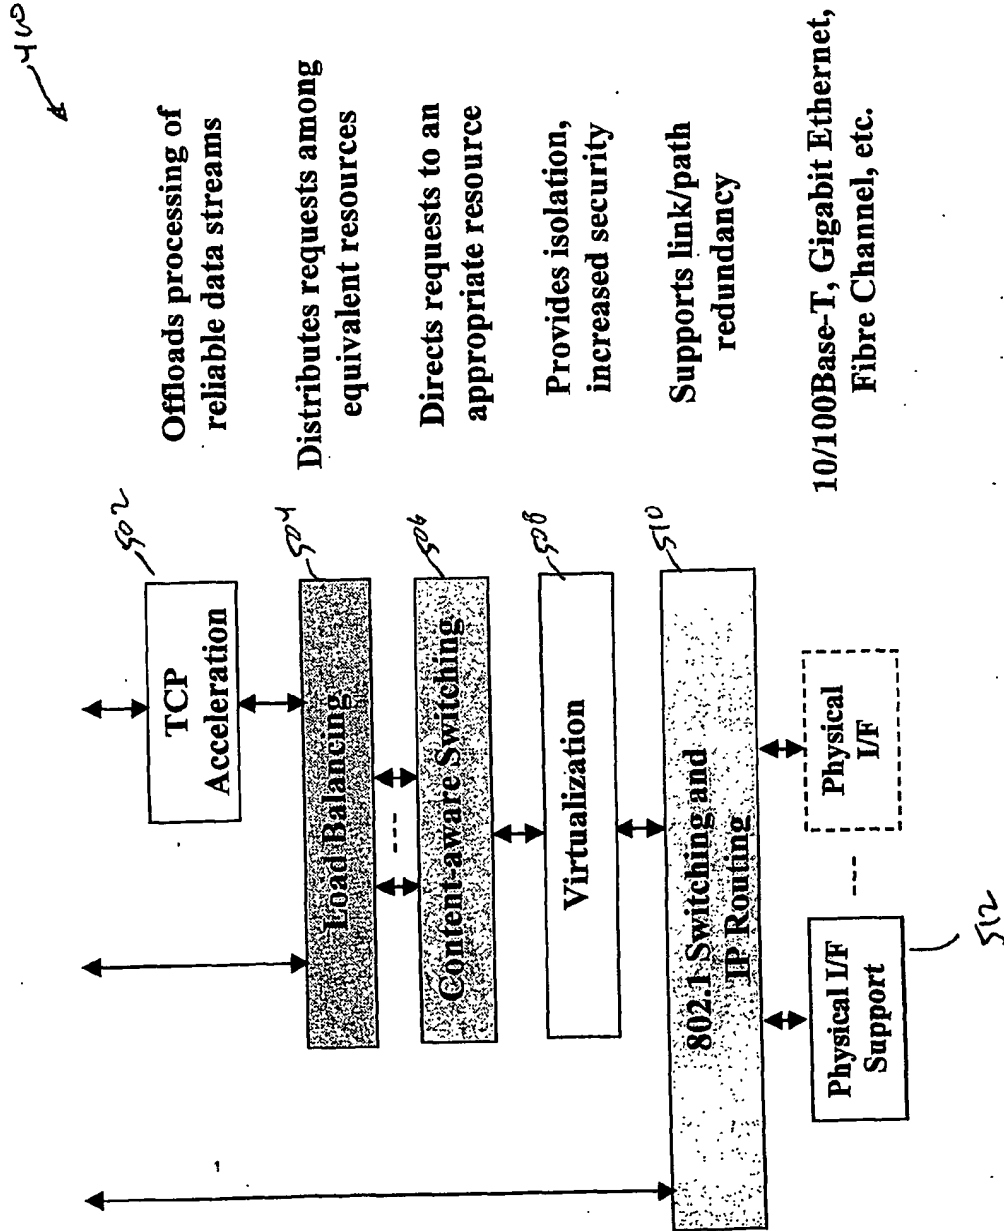 400
TCP
Acceleration
502
Offloads processing of
reliable data streams
Load Balancing
504
Distributes requests among
equivalent resources
Content-aware Switching
506
Directs requests to an
appropriate resource
Virtualization
508
Provides isolation,
increased security
802.1 Switching and
IP Routing
510
Supports link/path
redundancy
Physical I/F
Support
512
Physical
I/F
10/100Base-T, Gigabit Ethernet,
Fibre Channel, etc.